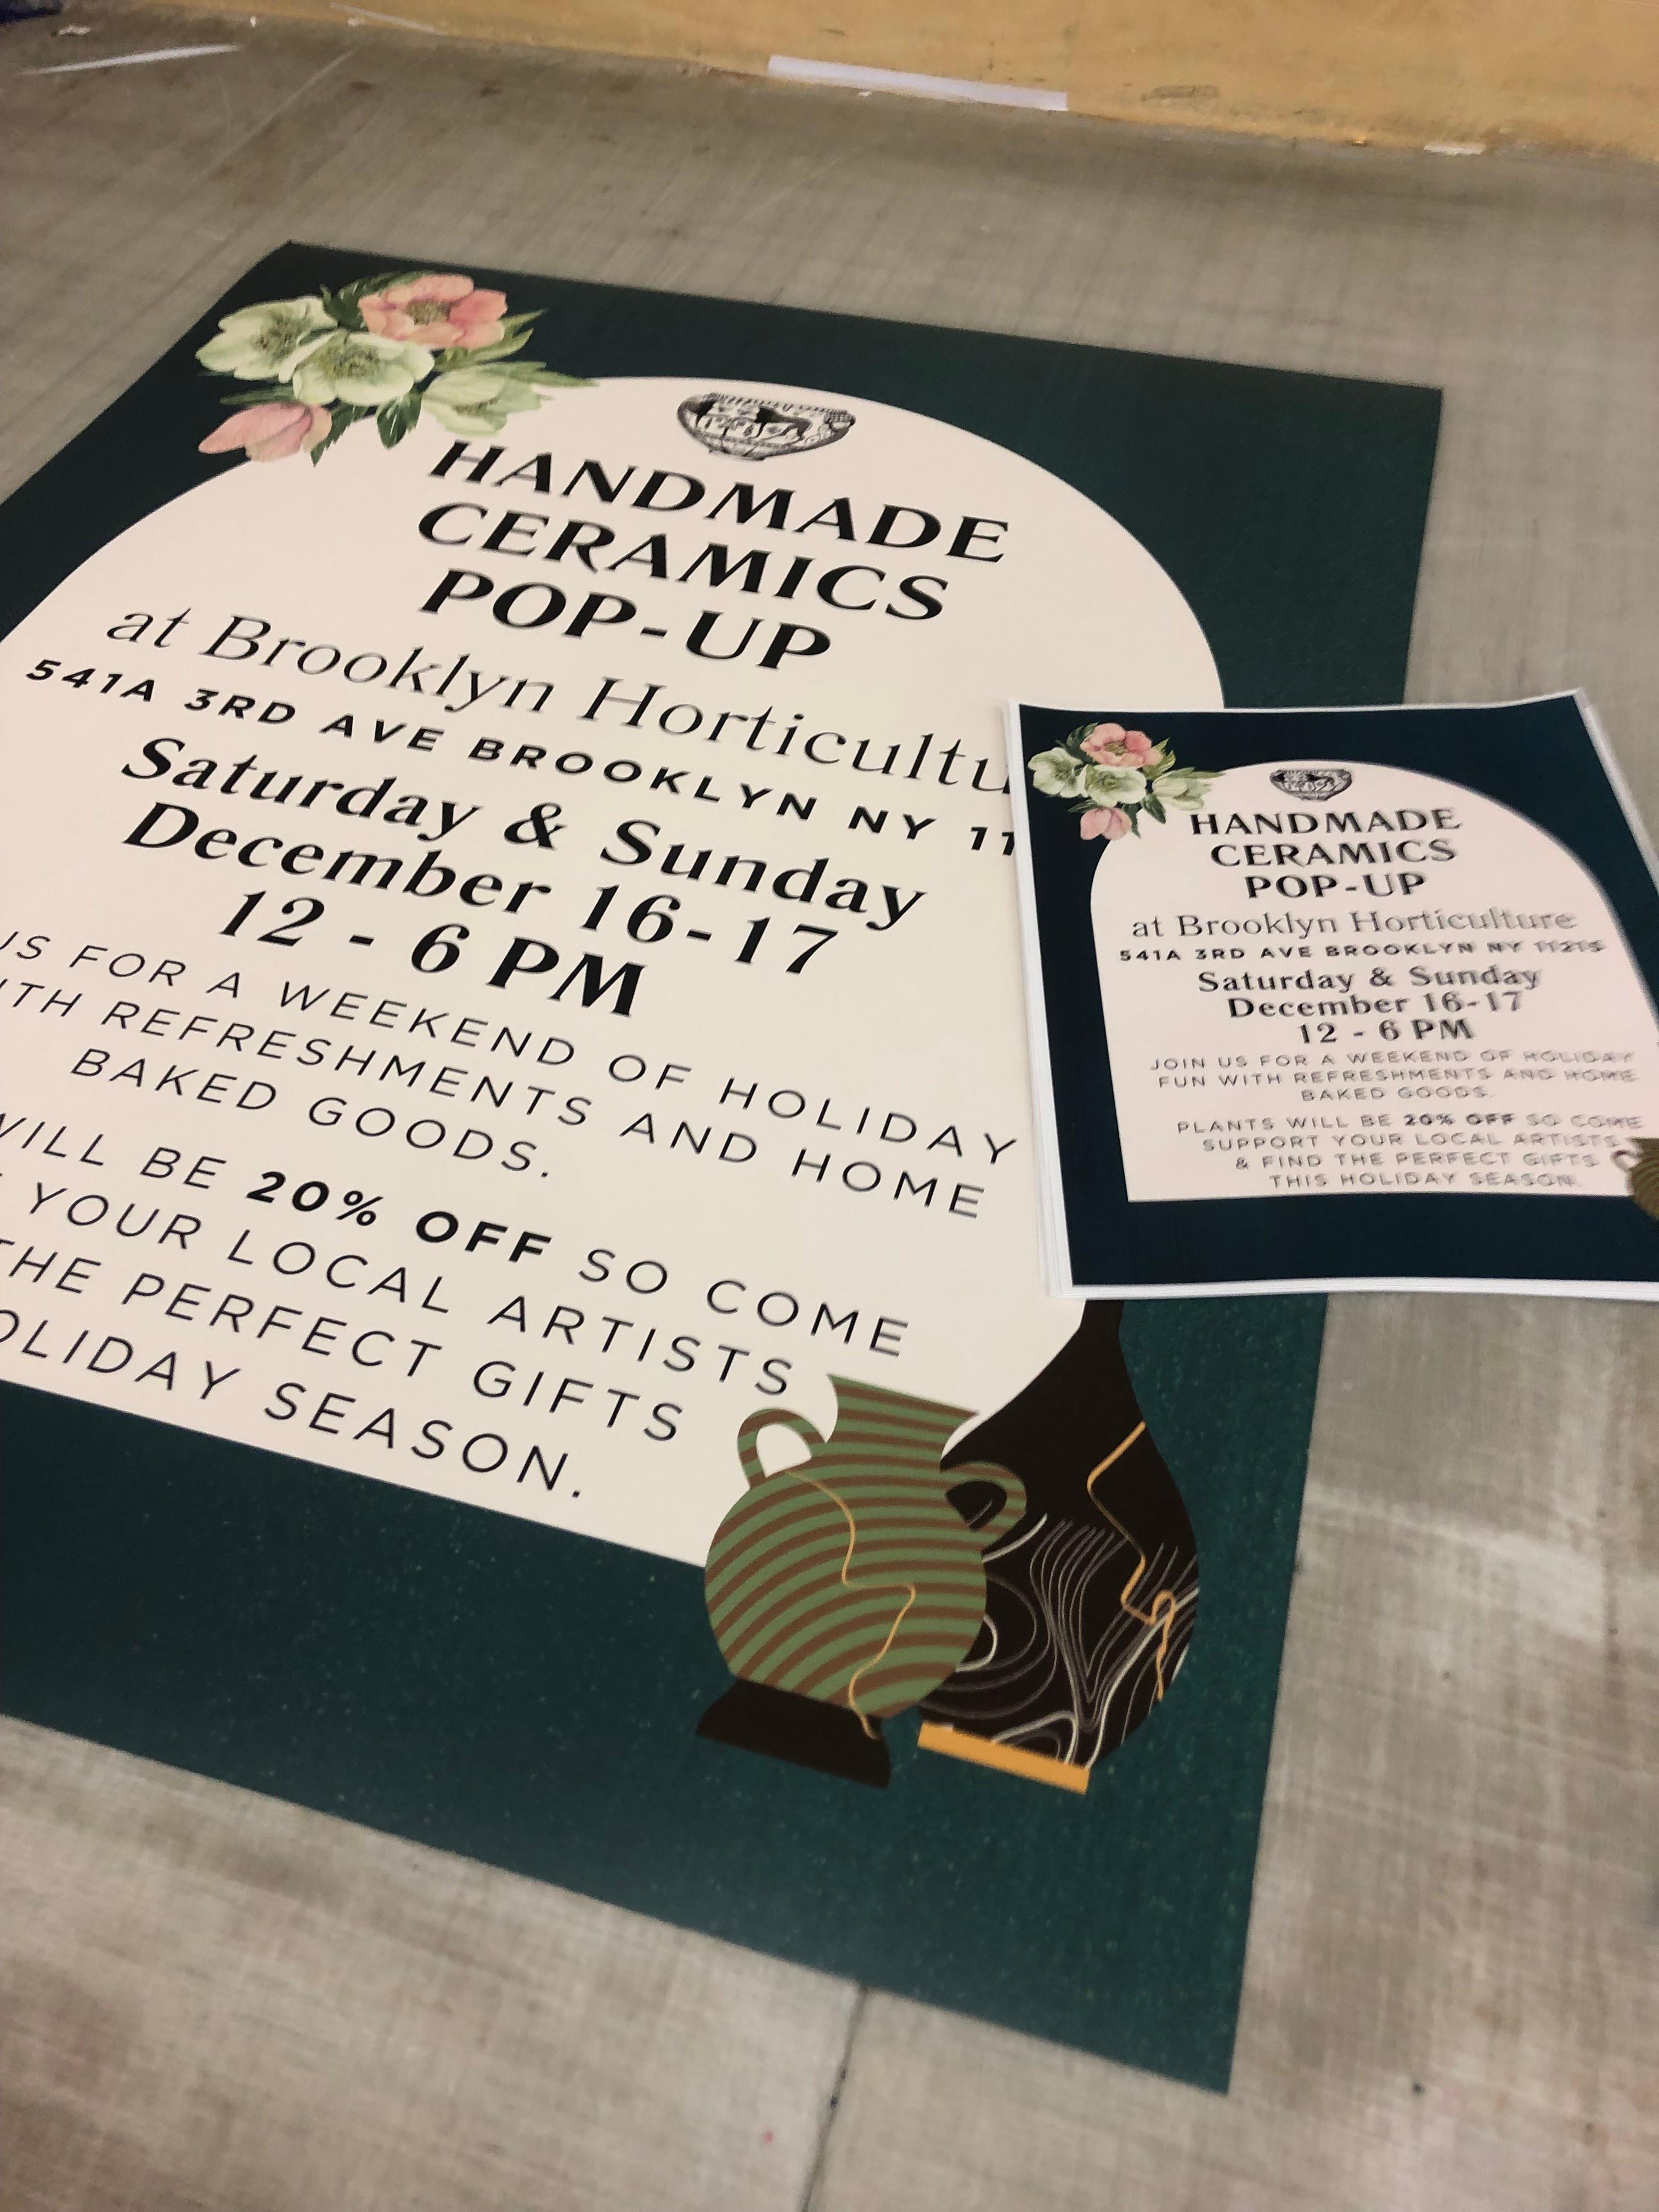 HANDMADE
CERAMICS
POP-UP
at Brooklyn Horticultu
541A 3RD AVE BROOKLYN NY 11
Saturday & Sunday
December 16-17
12 - 6 PM
US FOR A WEEKEND OF HOLIDAY
WITH REFRESHMENTS AND HOME
BAKED GOODS.
WILL BE 20% OFF SO COME
YOUR LOCAL ARTISTS
THE PERFECT GIFTS
HOLIDAY SEASON.
HANDMADE
CERAMICS
POP-UP
at Brooklyn Horticulture
541A 3RD AVE BROOKLYN NY 11215
Saturday & Sunday
December 16-17
12 - 6 PM
JOIN US FOR A WEEKEND OF HOLIDAY
FUN WITH REFRESHMENTS AND HOME
BAKED GOODS.
PLANTS WILL BE 20% OFF SO COME
SUPPORT YOUR LOCAL ARTISTS
& FIND THE PERFECT GIFTS
THIS HOLIDAY SEASON.